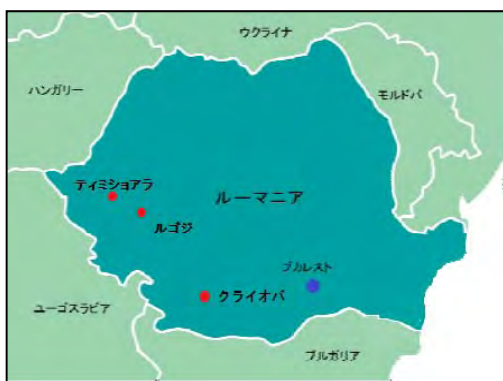 ウクライナ
ハンガリー
モルドバ
ティミショアラ
ルーマニア
ルゴジ
ブカレスト
クライオバ
ユーゴスラビア
ブルガリア